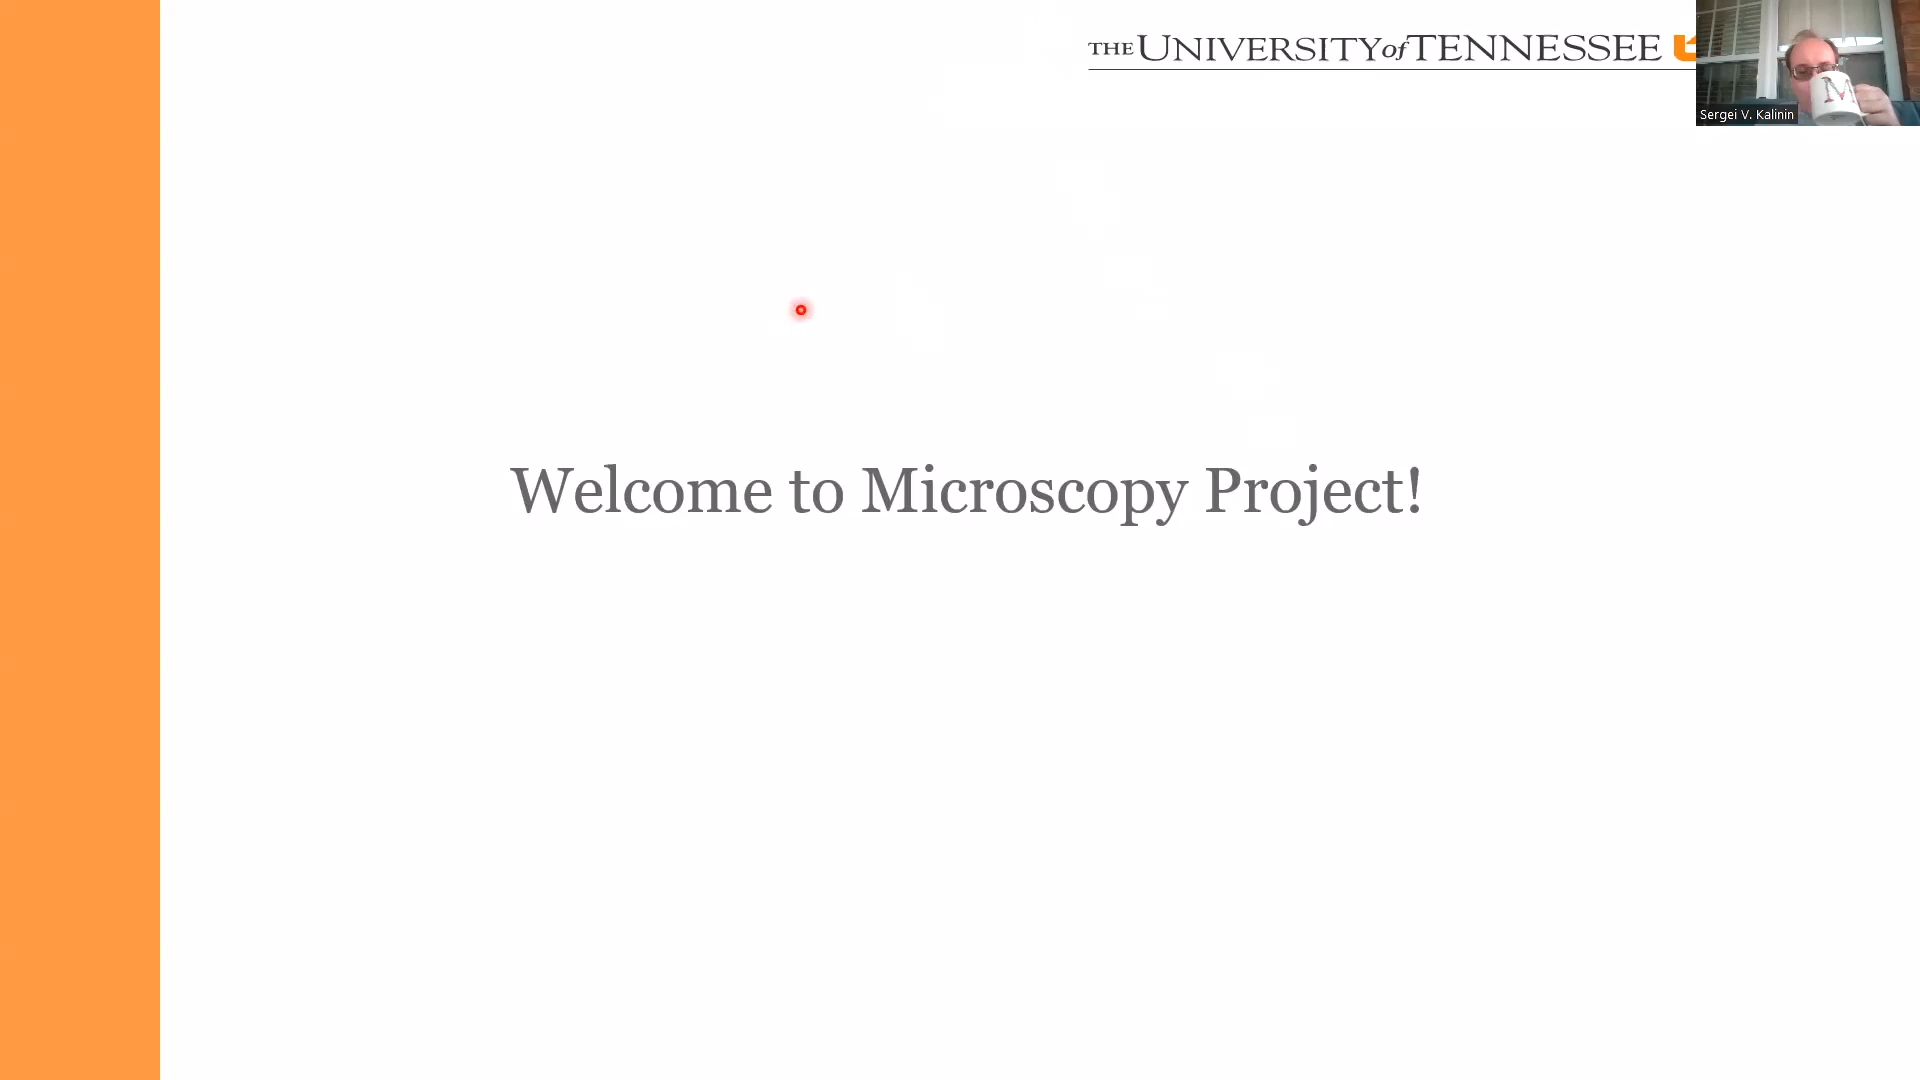 THE UNIVERSITY of TENNESSEE
Sergei V. Kalinin
M
Welcome to Microscopy Project!